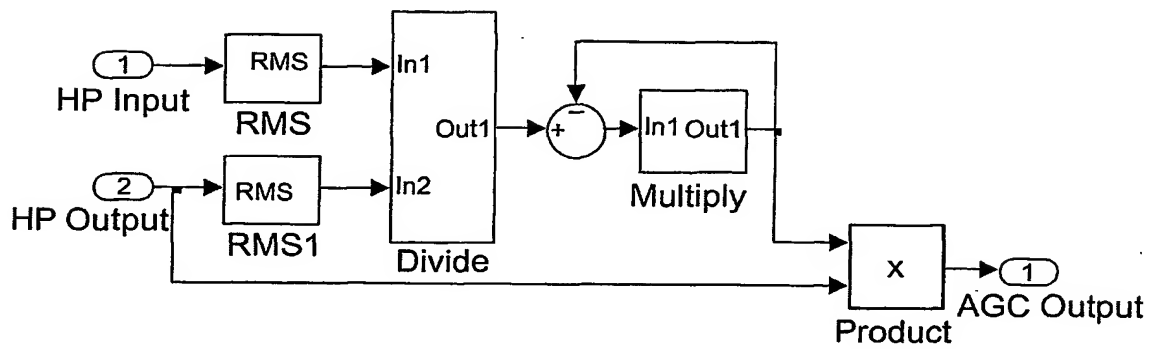 1
HP Input
RMS
RMS
In1
Out1
In2
Divide
2
HP Output
RMS
RMS1
+
−
In1 Out1
Multiply
x
Product
1
AGC Output